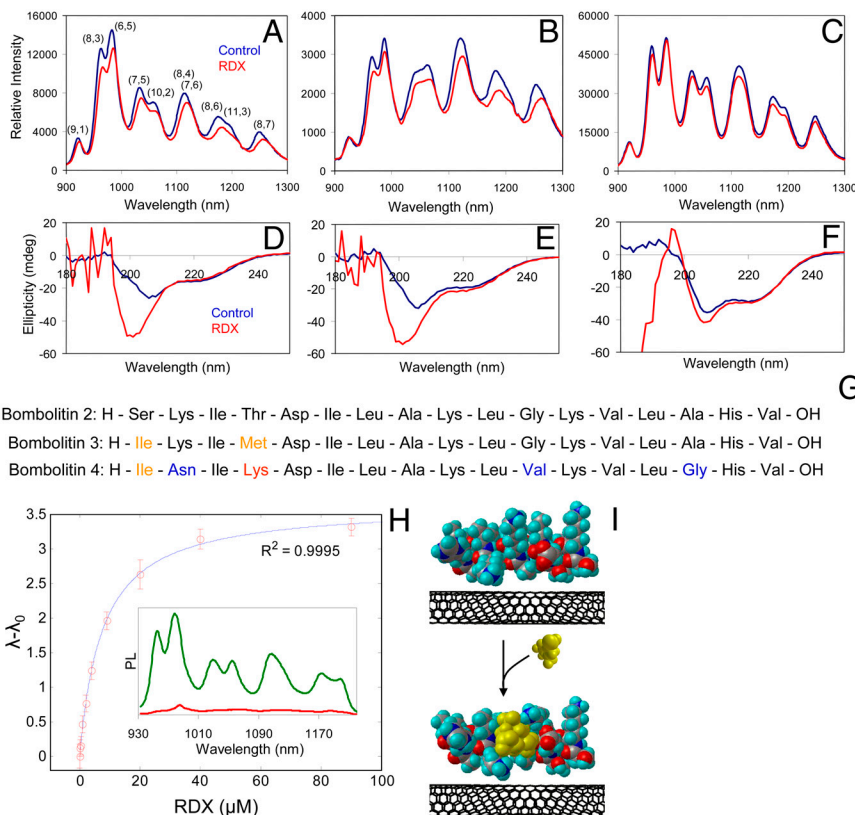 A
B
C
Relative Intensity
16000
12000
8000
4000
0
(9,1)
(8,3)
(6,5)
(7,5)
(10,2)
(8,4)
(7,6)
(8,6)
(11,3)
(8,7)
Control
RDX
900 1000 1100 1200 1300
Wavelength (nm)
4000
3000
2000
1000
0
900 1000 1100 1200 1300
Wavelength (nm)
60000
45000
30000
15000
0
900 1000 1100 1200 1300
Wavelength (nm)
D
E
F
Ellipticity (mdeg)
20
0
-20
-40
-60
180 200 220 240
Control
RDX
Wavelength (nm)
20
0
-20
-40
-60
180 200 220 240
Wavelength (nm)
20
0
-20
-40
-60
180 200 220 240
Wavelength (nm)
G
Bombolitin 2: H - Ser - Lys - Ile - Thr - Asp - Ile - Leu - Ala - Lys - Leu - Gly - Lys - Val - Leu - Ala - His - Val - OH
Bombolitin 3: H - Ile - Lys - Ile - Met - Asp - Ile - Leu - Ala - Lys - Leu - Gly - Lys - Val - Leu - Ala - His - Val - OH
Bombolitin 4: H - Ile - Asn - Ile - Lys - Asp - Ile - Leu - Ala - Lys - Leu - Val - Lys - Val - Leu - Gly - His - Val - OH
H
I
λ-λ0
3.5
3
2.5
2
1.5
1
0.5
0
R2 = 0.9995
PL
930 1010 1090 1170
Wavelength (nm)
0 20 40 60 80 100
RDX (µM)